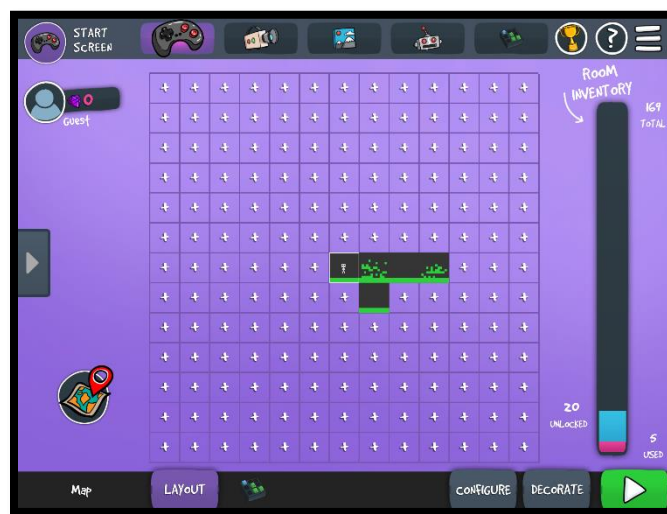 START
SCREEN
0
Guest
ROOM
INVENTORY
169
TOTAL
20
UNLOCKED
5
USED
Map
LAYOUT
CONFIGURE
DECORATE